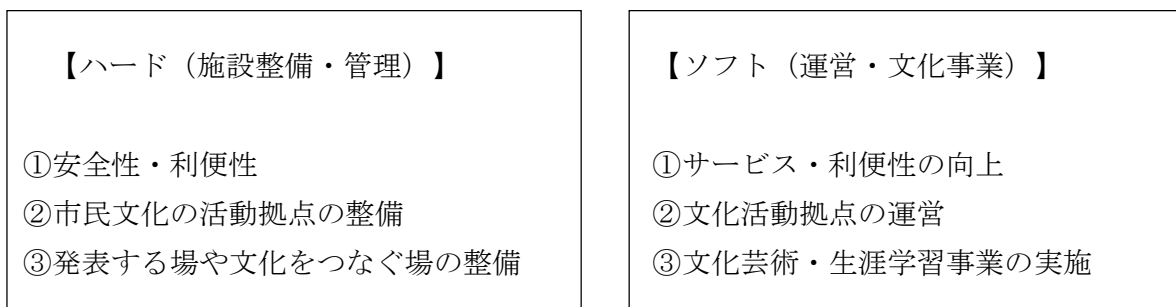 【ハード（施設整備・管理）】
①安全性・利便性
②市民文化の活動拠点の整備
③発表する場や文化をつなぐ場の整備
【ソフト（運営・文化事業）】
①サービス・利便性の向上
②文化活動拠点の運営
③文化芸術・生涯学習事業の実施